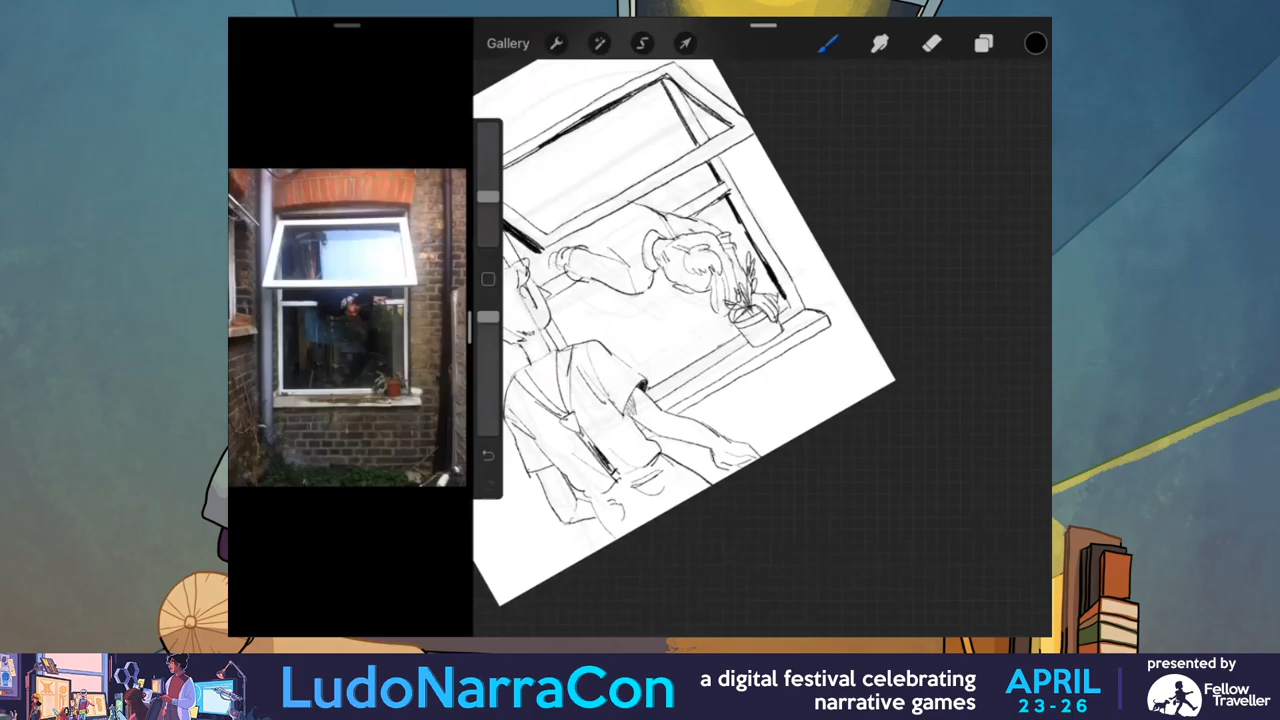 Gallery
LudoNarraCon
a digital festival celebrating
narrative games
APRIL
23-26
presented by
Fellow
Traveller